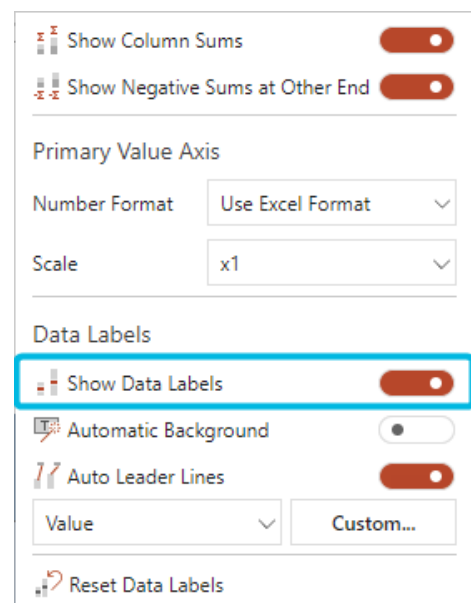 Show Column Sums
Show Negative Sums at Other End
Primary Value Axis
Number Format Use Excel Format
Scale x1
Data Labels
Show Data Labels
Automatic Background
Auto Leader Lines
Value Custom...
Reset Data Labels